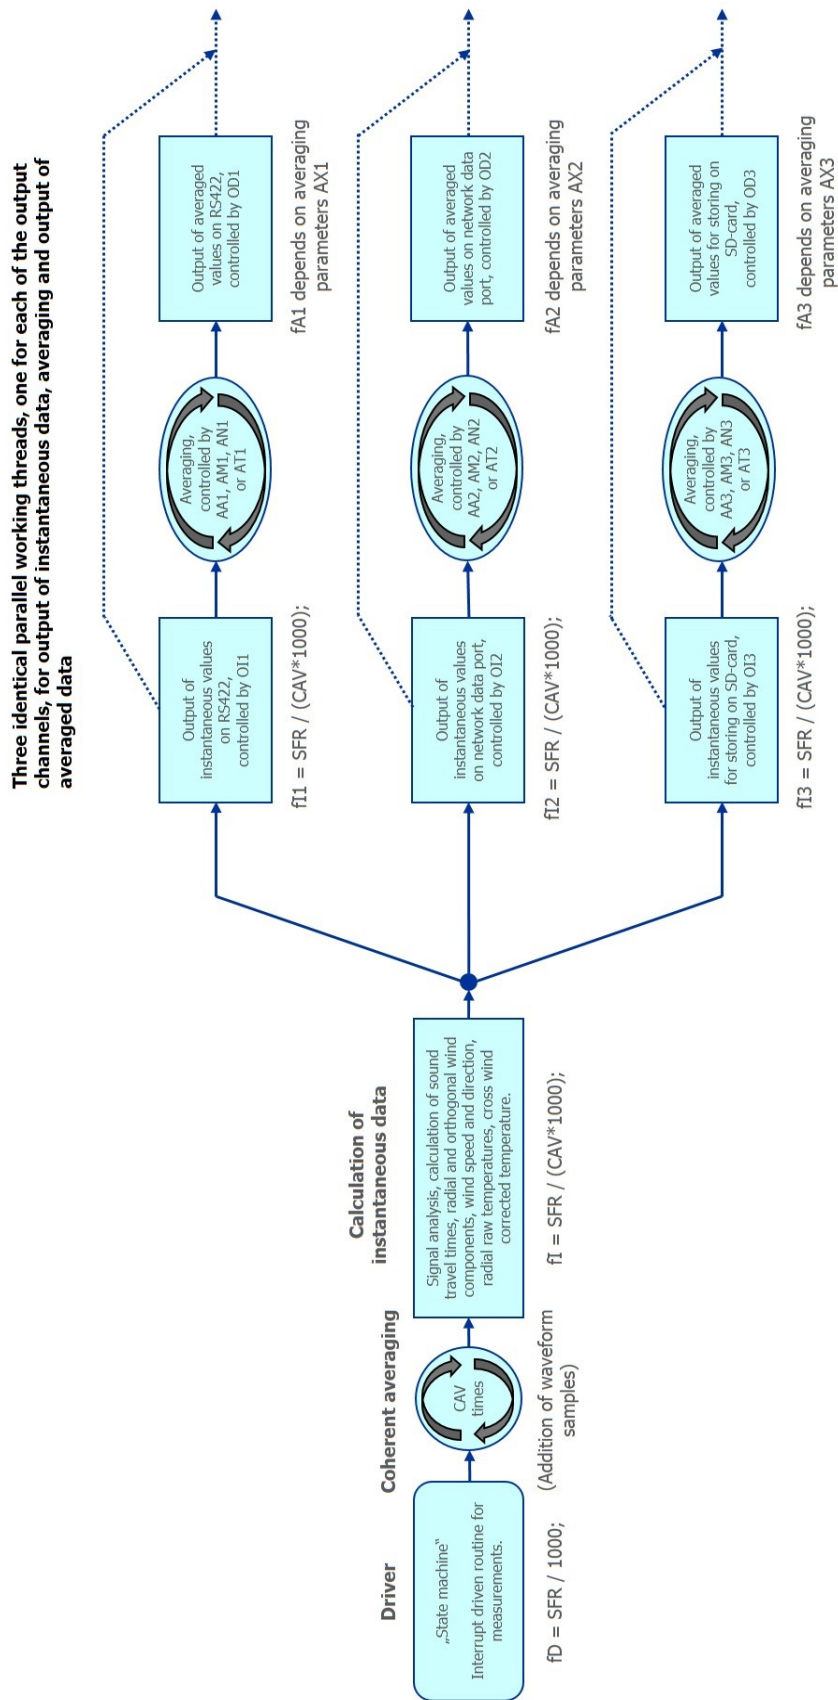 Three identical parallel working threads, one for each of the output
channels, for output of instantaneous data, averaging and output of
averaged data
Driver
„State machine“
Interrupt driven routine for
measurements.
fD = SFR / 1000;
Coherent averaging
CAV
times
(Addition of waveform
samples)
Calculation of
instantaneous data
Signal analysis, calculation of sound
travel times, radial and orthogonal wind
components, wind speed and direction,
radial raw temperatures, cross wind
corrected temperature.
fI = SFR / (CAV*1000);
Output of
instantaneous values
on RS422,
controlled by OI1
fI1 = SFR / (CAV*1000);
Averaging,
controlled by
AA1, AM1, AN1
or AT1
Output of averaged
values on RS422,
controlled by OD1
fA1 depends on averaging
parameters AX1
Output of
instantaneous values
on network data port,
controlled by OI2
fI2 = SFR / (CAV*1000);
Averaging,
controlled by
AA2, AM2, AN2
or AT2
Output of averaged
values on network data
port, controlled by OD2
fA2 depends on averaging
parameters AX2
Output of
instantaneous values
for storing on SD-card,
controlled by OI3
fI3 = SFR / (CAV*1000);
Averaging,
controlled by
AA3, AM3, AN3
or AT3
Output of averaged
values for storing on
SD-card,
controlled by OD3
fA3 depends on averaging
parameters AX3